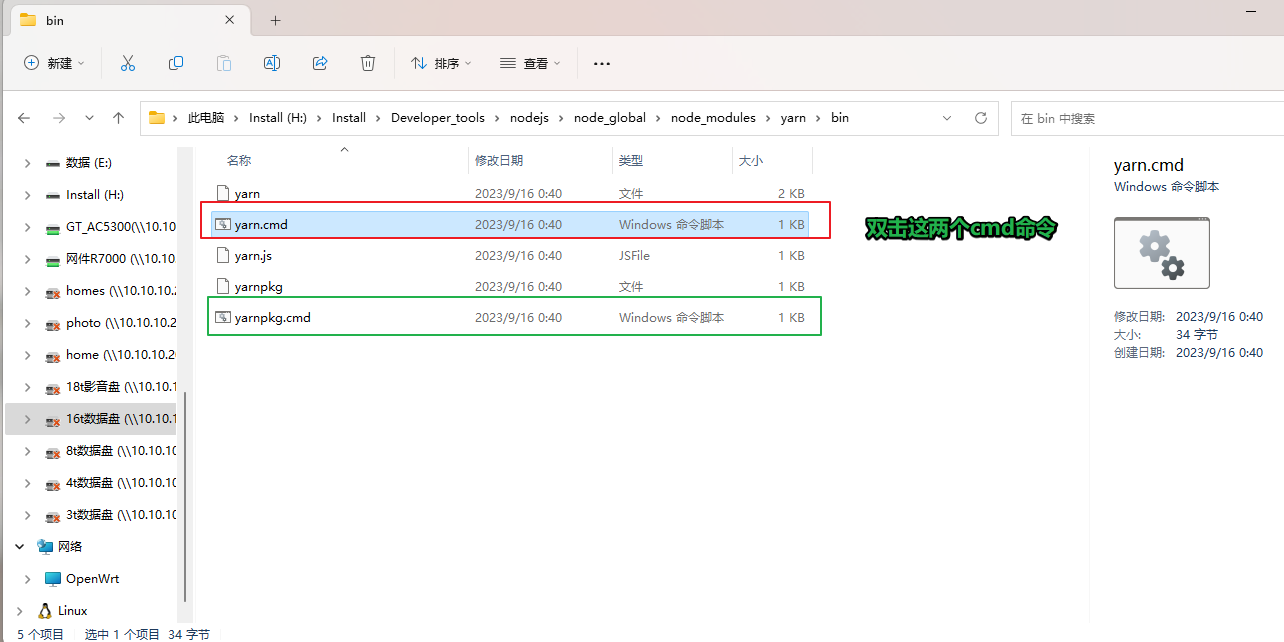 bin
新建
排序
查看
此电脑 > Install (H:) > Install > Developer_tools > nodejs > node_global > node_modules > yarn > bin
在 bin 中搜索
数据 (E:)
Install (H:)
GT_AC5300(\\10.10
网件R7000 (\\10.10
homes (\\10.10.10.2
photo (\\10.10.10.2
home (\\10.10.10.20
18t影音盘 (\\10.10.1
16t数据盘 (\\10.10.1
8t数据盘 (\\10.10.10
4t数据盘 (\\10.10.10
3t数据盘 (\\10.10.10
网络
OpenWrt
Linux
名称 修改日期 类型 大小
yarn 2023/9/16 0:40 文件 2 KB
yarn.cmd 2023/9/16 0:40 Windows 命令脚本 1 KB
yarn.js 2023/9/16 0:40 JSFile 1 KB
yarnpkg 2023/9/16 0:40 文件 1 KB
yarnpkg.cmd 2023/9/16 0:40 Windows 命令脚本 1 KB
双击这两个cmd命令
yarn.cmd
Windows 命令脚本
修改日期: 2023/9/16 0:40
大小: 34 字节
创建日期: 2023/9/16 0:40
5 个项目 选中 1 个项目 34 字节